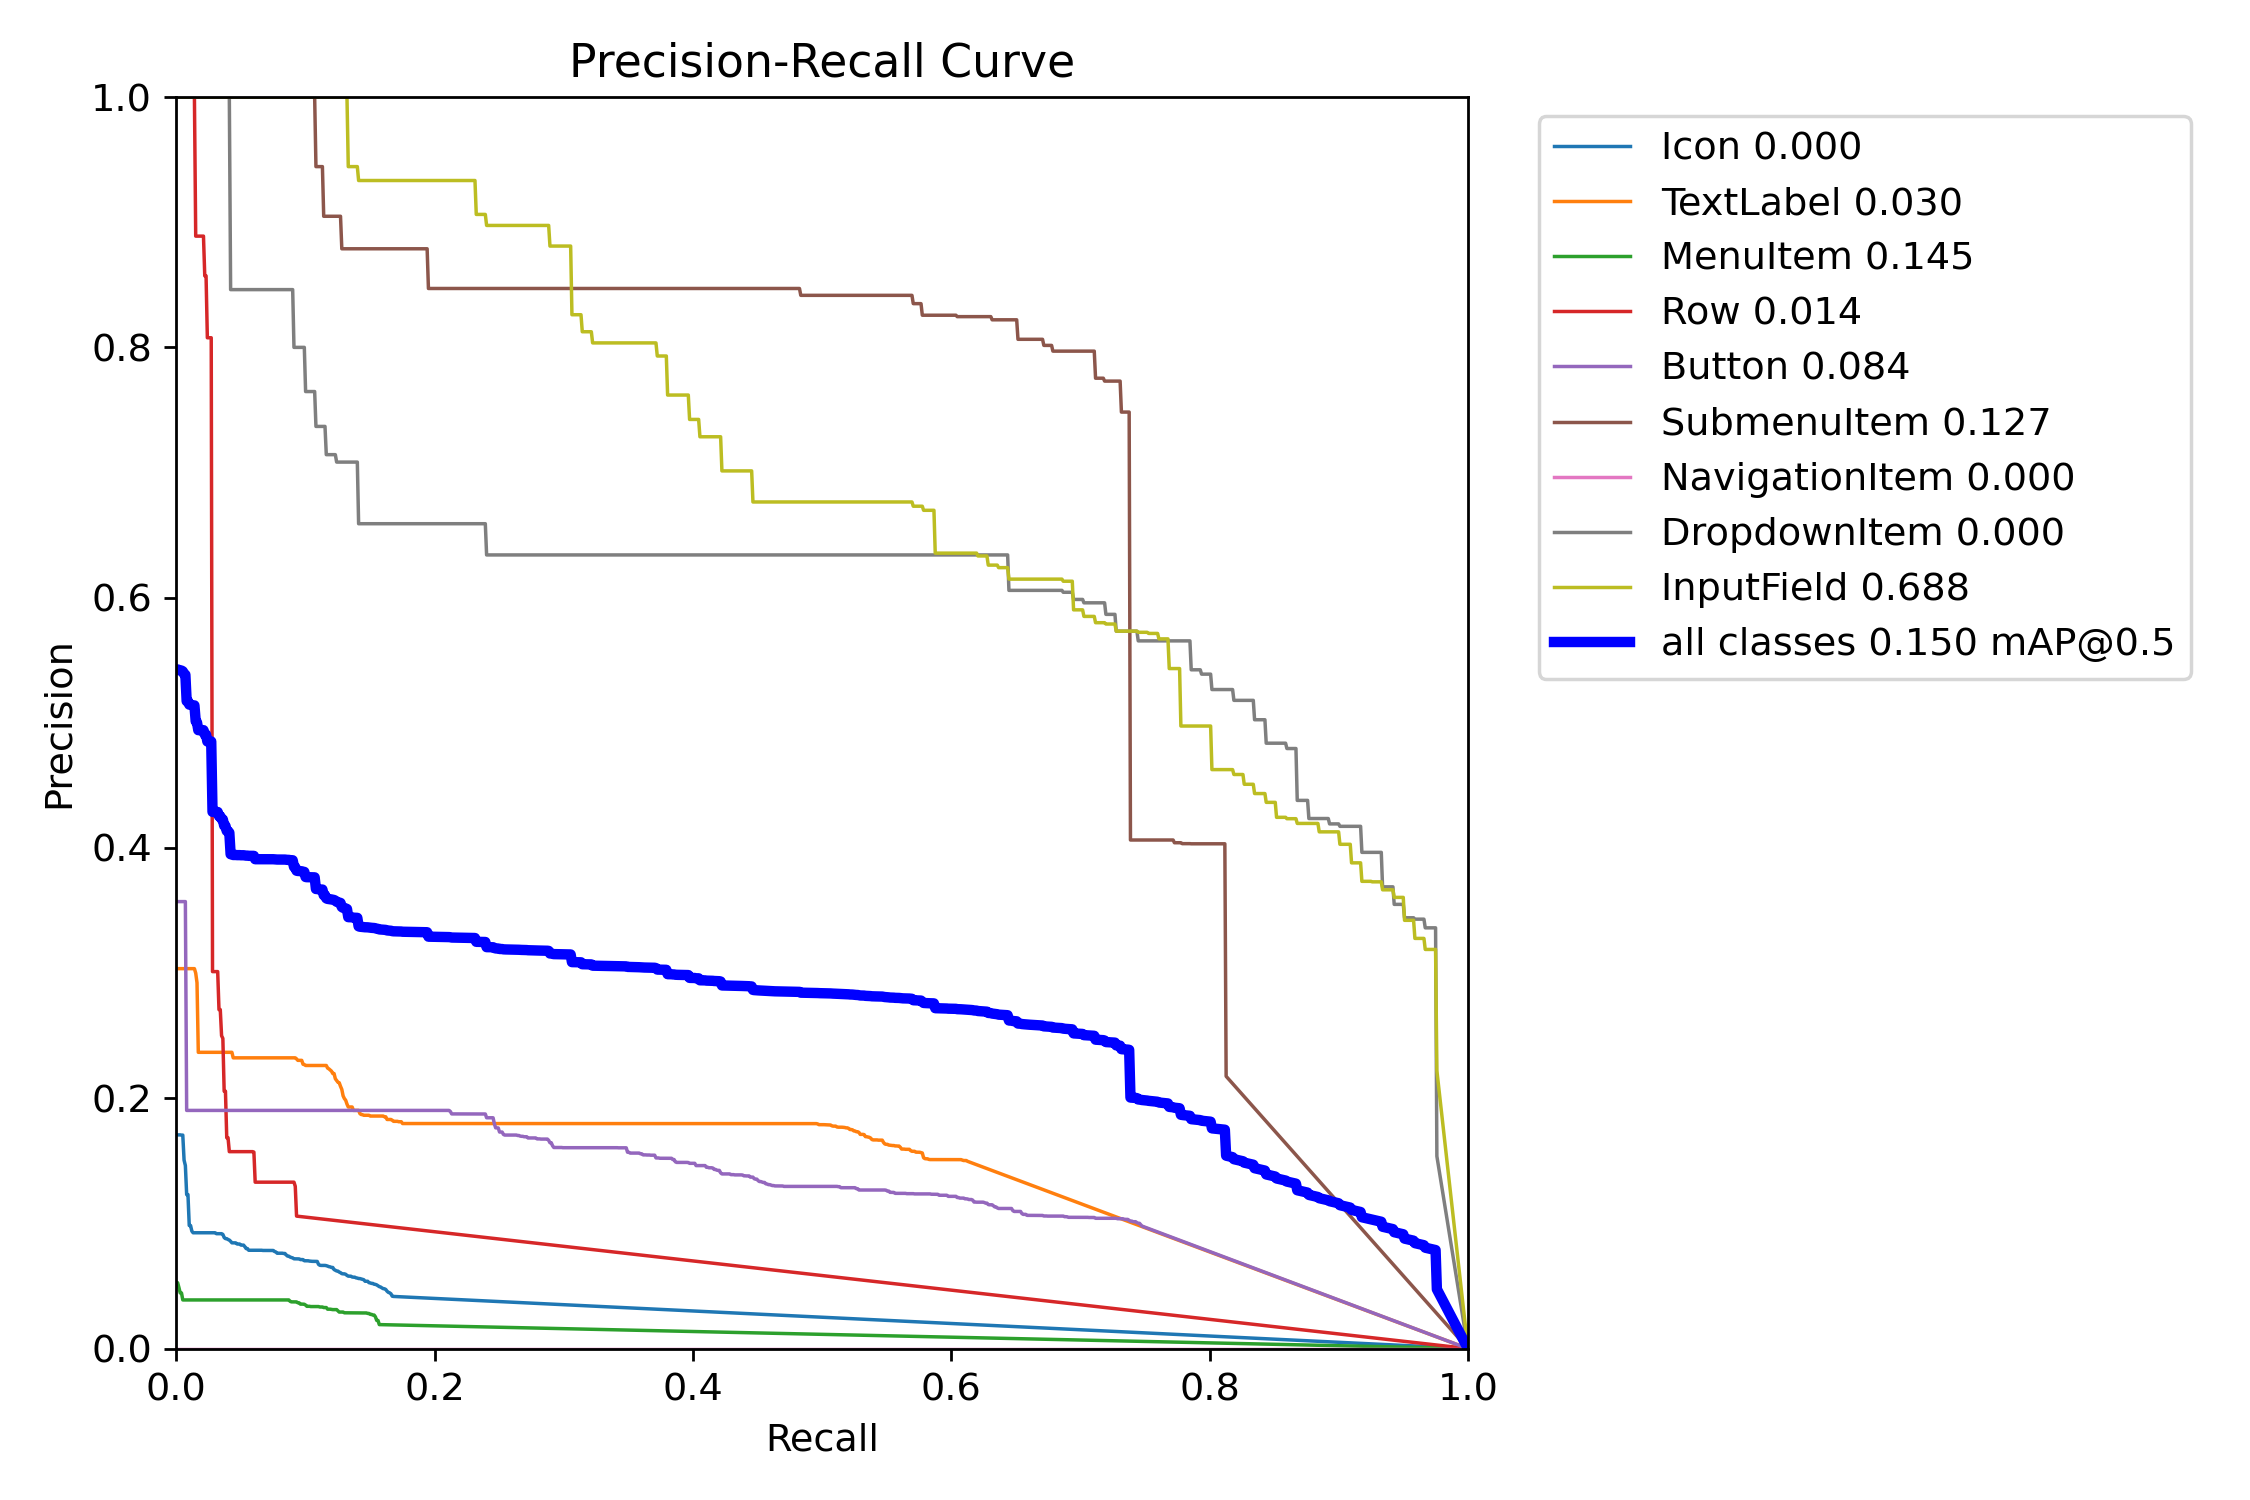 Precision-Recall Curve
1.0
0.8
0.6
0.4
0.2
0.0
Precision
0.0 0.2 0.4 0.6 0.8 1.0
Recall
Icon 0.000
TextLabel 0.030
MenuItem 0.145
Row 0.014
Button 0.084
SubmenuItem 0.127
NavigationItem 0.000
DropdownItem 0.000
InputField 0.688
all classes 0.150 mAP@0.5